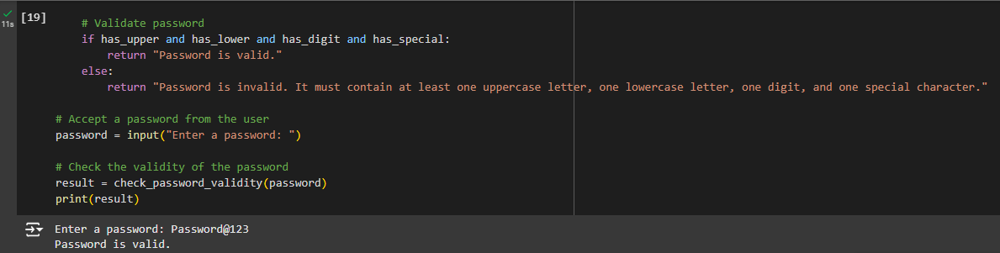 [19]
# Validate password
11s
if has_upper and has_lower and has_digit and has_special:
return "Password is valid."
else:
return "Password is invalid. It must contain at least one uppercase letter, one lowercase letter, one digit, and one special character."
# Accept a password from the user
password = input("Enter a password: ")
# Check the validity of the password
result = check_password_validity(password)
print(result)
Enter a password: Password@123
Password is valid.